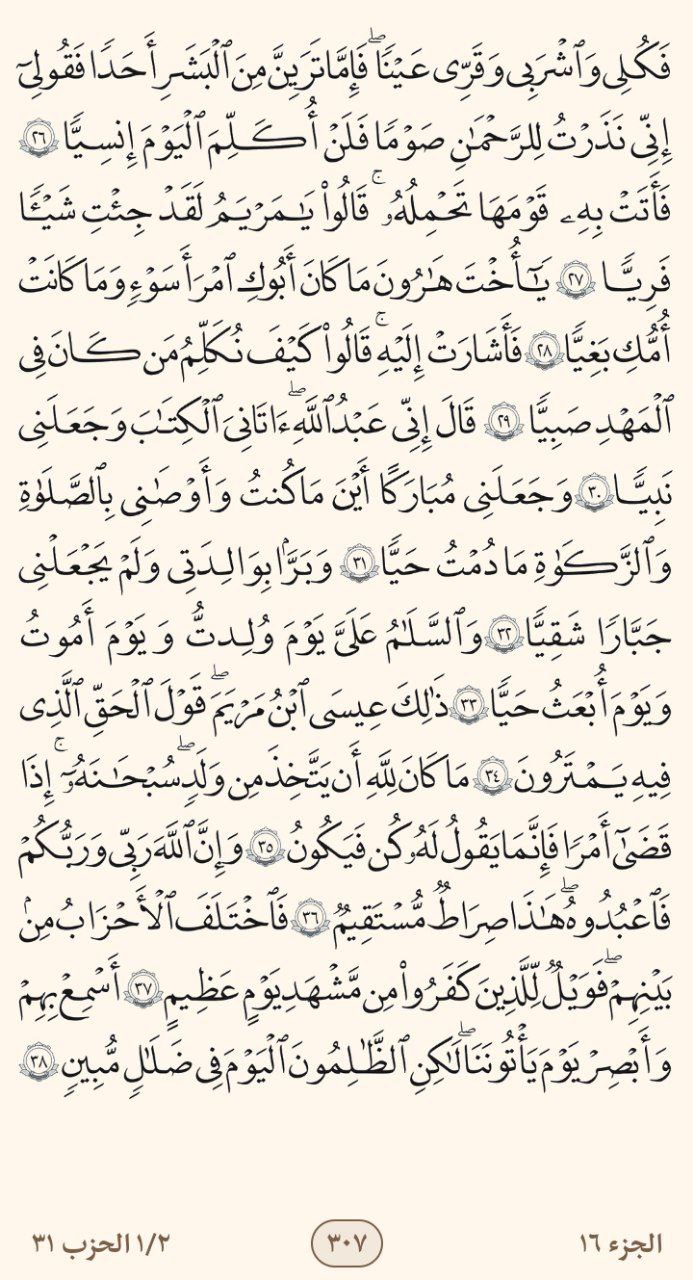 فَكُلِى وَٱشْرَبِى وَقَرِّى عَيْنًاۖ فَإِمَّا تَرَيِنَّ مِنَ ٱلْبَشَرِ أَحَدًا فَقُولِىٓ
إِنِّى نَذَرْتُ لِلرَّحْمَٰنِ صَوْمًا فَلَنْ أُكَلِّمَ ٱلْيَوْمَ إِنسِيًّا ٢٦
فَأَتَتْ بِهِۦ قَوْمَهَا تَحْمِلُهُۥۚ قَالُوا۟ يَٰمَرْيَمُ لَقَدْ جِئْتِ شَيْـًٔا
فَرِيًّا ٢٧ يَٰٓأُخْتَ هَٰرُونَ مَا كَانَ أَبُوكِ ٱمْرَأَ سَوْءٍ وَمَا كَانَتْ
أُمُّكِ بَغِيًّا ٢٨ فَأَشَارَتْ إِلَيْهِۚ قَالُوا۟ كَيْفَ نُكَلِّمُ مَن كَانَ فِى
ٱلْمَهْدِ صَبِيًّا ٢٩ قَالَ إِنِّى عَبْدُ ٱللَّهِۖ ءَاتَىٰنِىَ ٱلْكِتَٰبَ وَجَعَلَنِى
نَبِيًّا ٣٠ وَجَعَلَنِى مُبَارَكًا أَيْنَ مَا كُنتُ وَأَوْصَٰنِى بِٱلصَّلَوٰةِ
وَٱلزَّكَوٰةِ مَا دُمْتُ حَيًّا ٣١ وَبَرًّۢا بِوَٰلِدَتِى وَلَمْ يَجْعَلْنِى
جَبَّارًا شَقِيًّا ٣٢ وَٱلسَّلَٰمُ عَلَىَّ يَوْمَ وُلِدتُّ وَيَوْمَ أَمُوتُ
وَيَوْمَ أُبْعَثُ حَيًّا ٣٣ ذَٰلِكَ عِيسَى ٱبْنُ مَرْيَمَۖ قَوْلَ ٱلْحَقِّ ٱلَّذِى
فِيهِ يَمْتَرُونَ ٣٤ مَا كَانَ لِلَّهِ أَن يَتَّخِذَ مِن وَلَدٍۖ سُبْحَٰنَهُۥٓۚ إِذَا
قَضَىٰٓ أَمْرًا فَإِنَّمَا يَقُولُ لَهُۥ كُن فَيَكُونُ ٣٥ وَإِنَّ ٱللَّهَ رَبِّى وَرَبُّكُمْ
فَٱعْبُدُوهُۖ هَٰذَا صِرَٰطٌ مُّسْتَقِيمٌ ٣٦ فَٱخْتَلَفَ ٱلْأَحْزَابُ مِنۢ
بَيْنِهِمْۖ فَوَيْلٌ لِّلَّذِينَ كَفَرُوا۟ مِن مَّشْهَدِ يَوْمٍ عَظِيمٍ ٣٧ أَسْمِعْ بِهِمْ
وَأَبْصِرْ يَوْمَ يَأْتُونَنَاۖ لَٰكِنِ ٱلظَّٰلِمُونَ ٱلْيَوْمَ فِى ضَلَٰلٍ مُّبِينٍ ٣٨
الجزء ١٦
٣٠٧
١/٢ الحزب ٣١